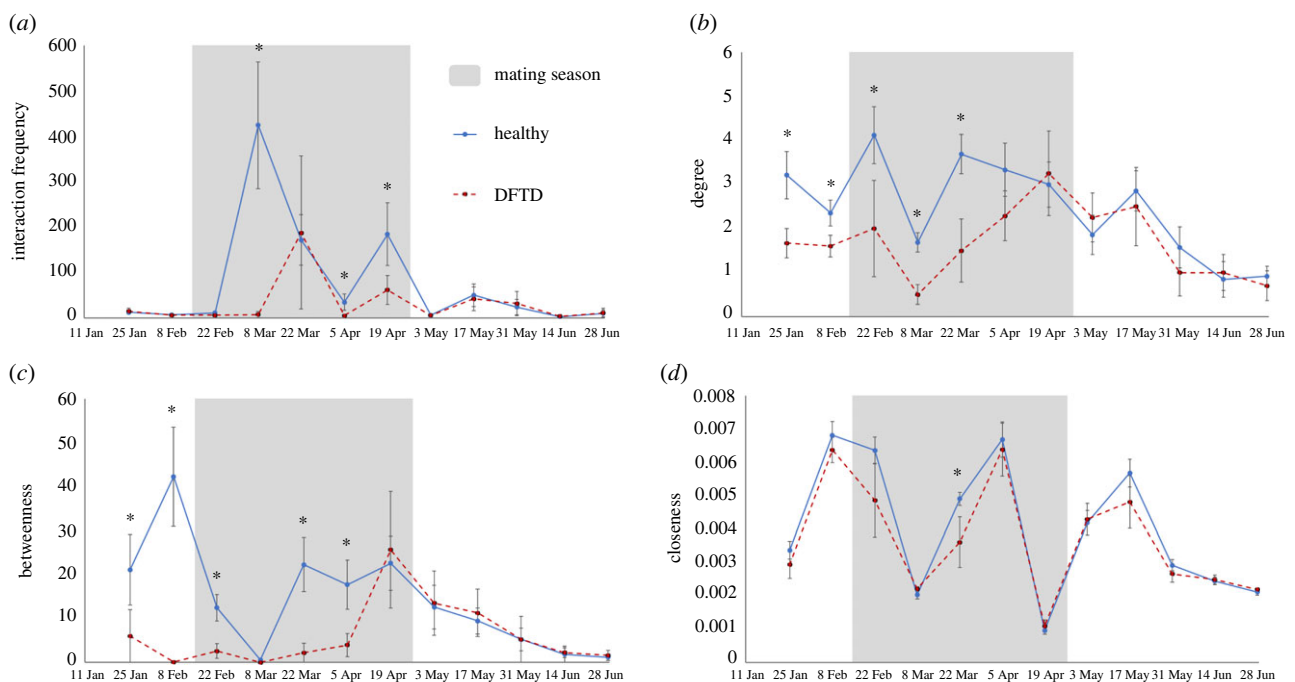 (a)
600
500
400
300
200
100
0
interaction frequency
*
*
*
mating season
healthy
DFTD
11 Jan 25 Jan 8 Feb 22 Feb 8 Mar 22 Mar 5 Apr 19 Apr 3 May 17 May 31 May 14 Jun 28 Jun
(b)
6
5
4
3
2
1
0
degree
*
*
*
*
*
11 Jan 25 Jan 8 Feb 22 Feb 8 Mar 22 Mar 5 Apr 19 Apr 3 May 17 May 31 May 14 Jun 28 Jun
(c)
60
50
40
30
20
10
0
betweenness
*
*
*
*
*
11 Jan 25 Jan 8 Feb 22 Feb 8 Mar 22 Mar 5 Apr 19 Apr 3 May 17 May 31 May 14 Jun 28 Jun
(d)
0.008
0.007
0.006
0.005
0.004
0.003
0.002
0.001
0
closeness
*
11 Jan 25 Jan 8 Feb 22 Feb 8 Mar 22 Mar 5 Apr 19 Apr 3 May 17 May 31 May 14 Jun 28 Jun